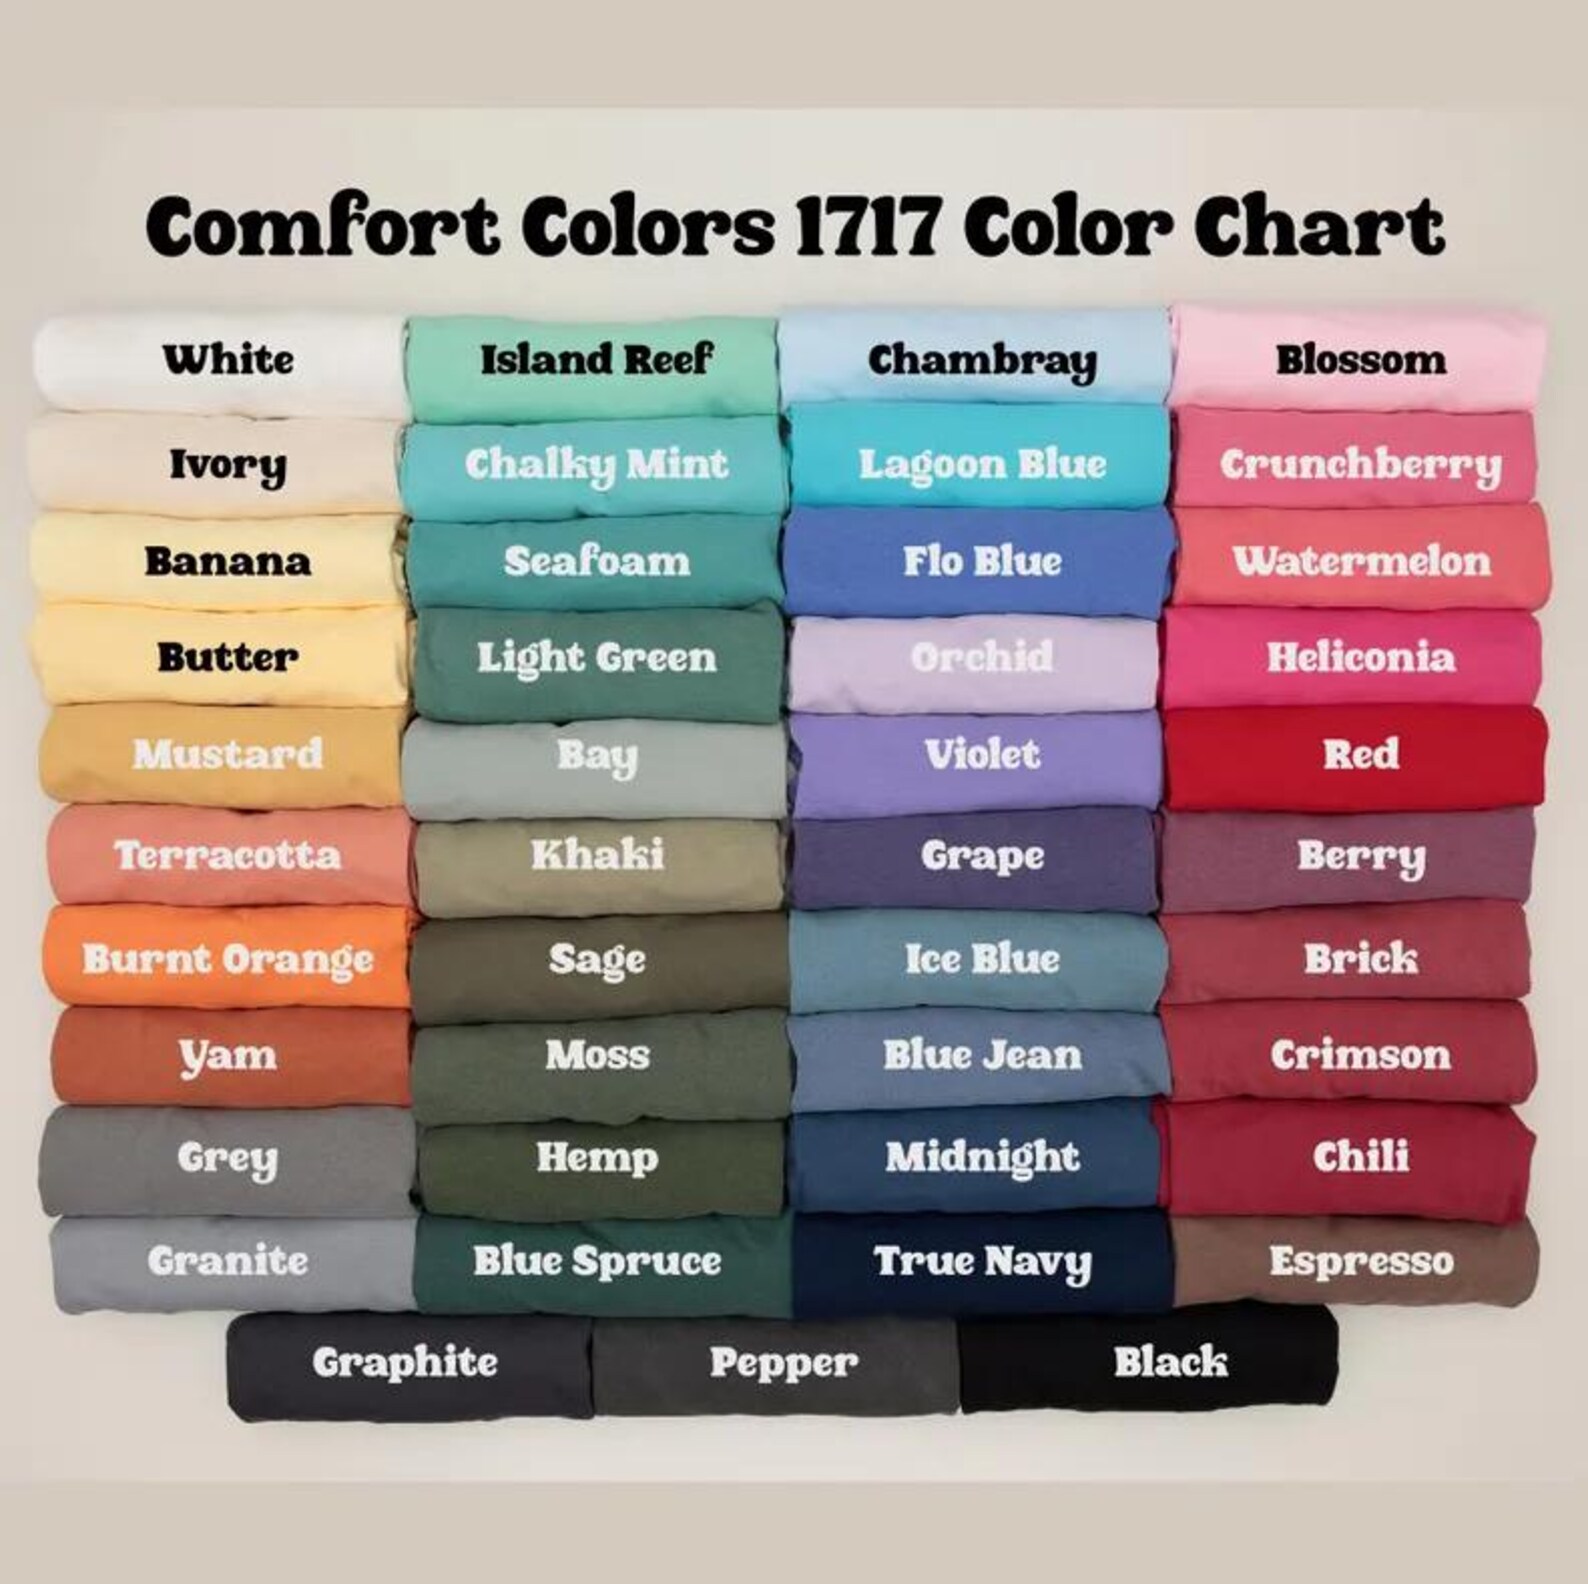 Comfort Colors 1717 Color Chart
White
Island Reef
Chambray
Blossom
Ivory
Chalky Mint
Lagoon Blue
Crunchberry
Banana
Seafoam
Flo Blue
Watermelon
Butter
Light Green
Orchid
Heliconia
Mustard
Bay
Violet
Red
Terracotta
Khaki
Grape
Berry
Burnt Orange
Sage
Ice Blue
Brick
Yam
Moss
Blue Jean
Crimson
Grey
Hemp
Midnight
Chili
Granite
Blue Spruce
True Navy
Espresso
Graphite
Pepper
Black